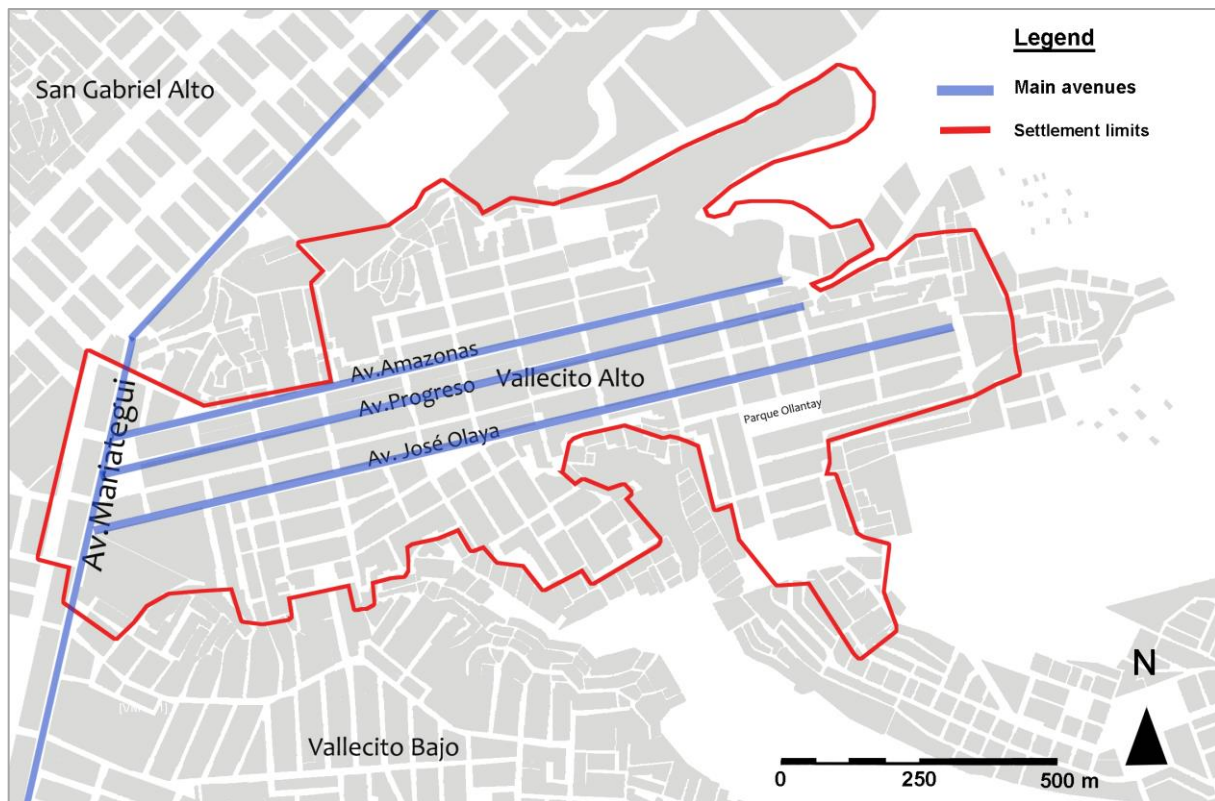 Legend
Main avenues
Settlement limits
San Gabriel Alto
Av.Amazonas
Av.Progreso
Vallecito Alto
Av. José Olaya
Parque Ollantay
Av.Mariategui
Vallecito Bajo
N
0 250 500 m